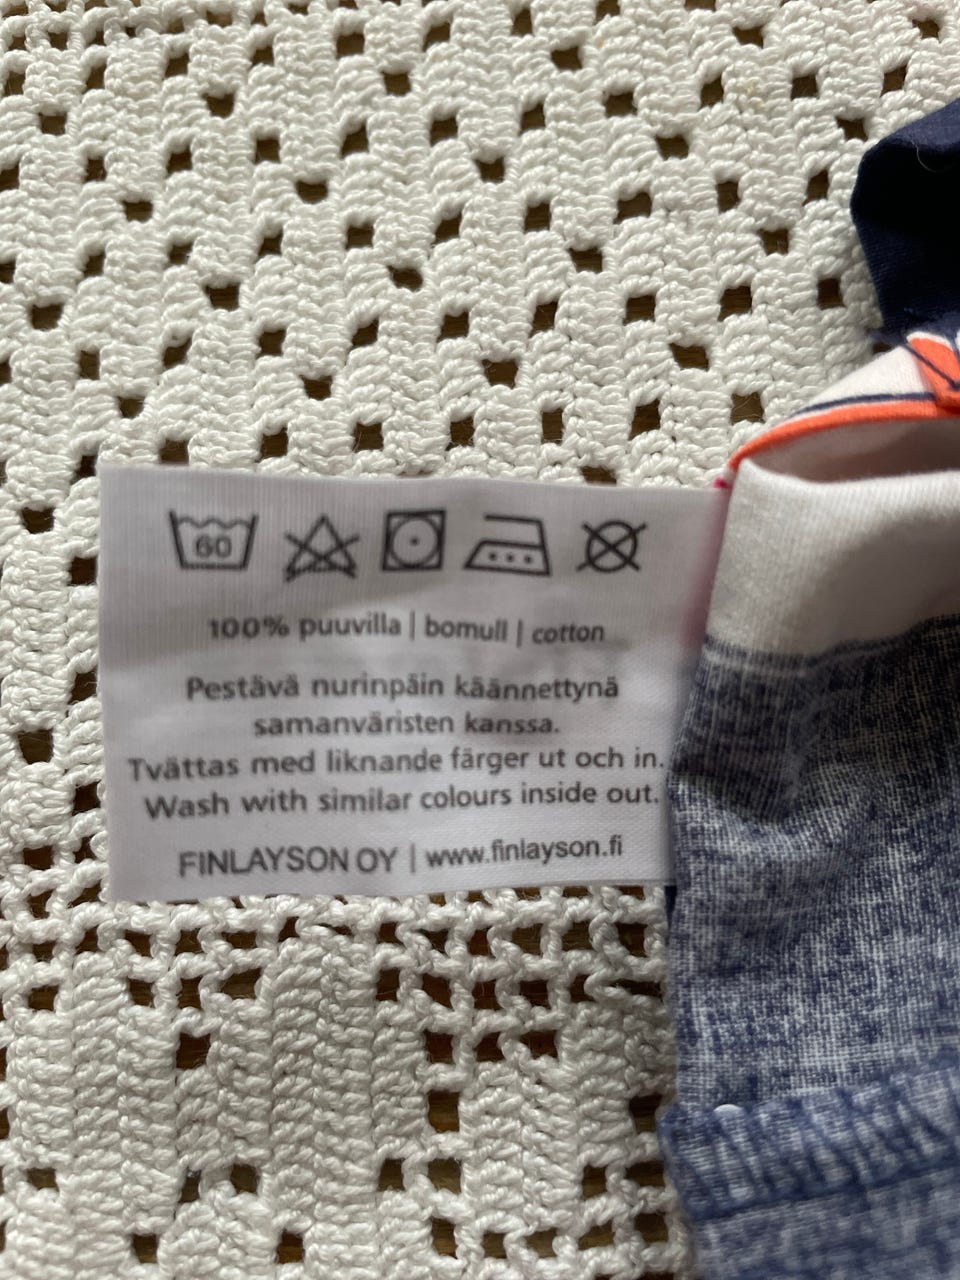 60
100% puuvilla | bomull | cotton
Pestävä nurinpäin käännettynä
samanväristen kanssa.
Tvättas med liknande färger ut och in.
Wash with similar colours inside out.
FINLAYSON OY | www.finlayson.fi